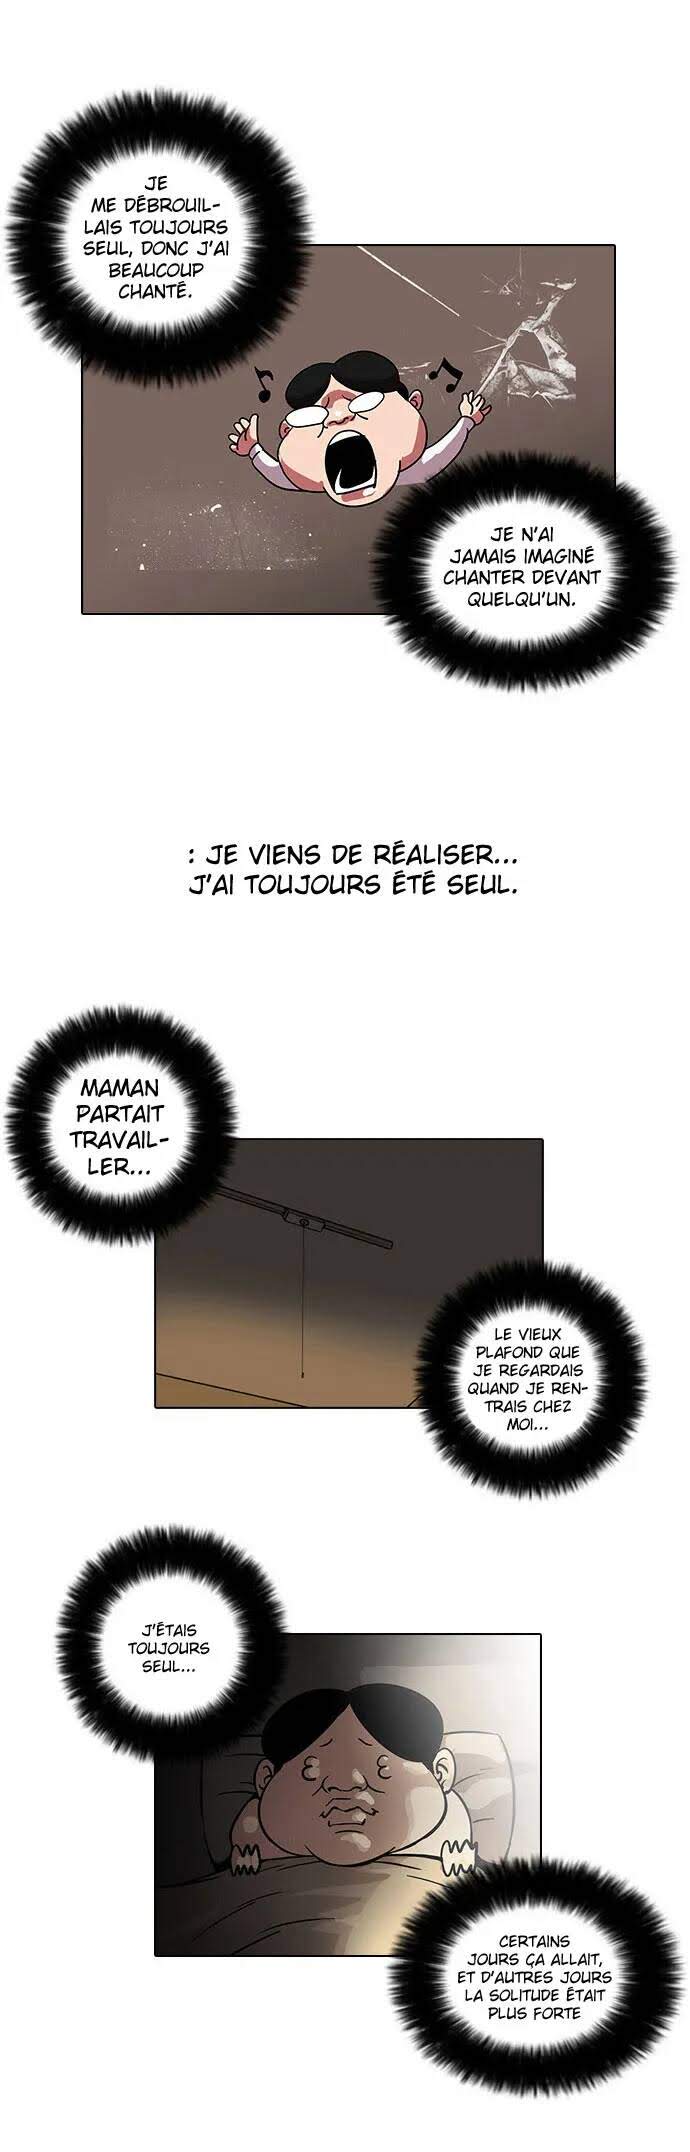 JE
ME DÉBROUIL-
LAIS TOUJOURS
SEUL, DONC J'AI
BEAUCOUP
CHANTÉ.
JE N'AI
JAMAIS IMAGINÉ
CHANTER DEVANT
QUELQU'UN.
: JE VIENS DE RÉALISER...
J'AI TOUJOURS ÉTÉ SEUL.
MAMAN
PARTAIT
TRAVAIL-
LER...
LE VIEUX
PLAFOND QUE
JE REGARDAIS
QUAND JE REN-
TRAIS CHEZ
MOI...
J'ÉTAIS
TOUJOURS
SEUL...
CERTAINS
JOURS ÇA ALLAIT,
ET D'AUTRES JOURS
LA SOLITUDE ÉTAIT
PLUS FORTE